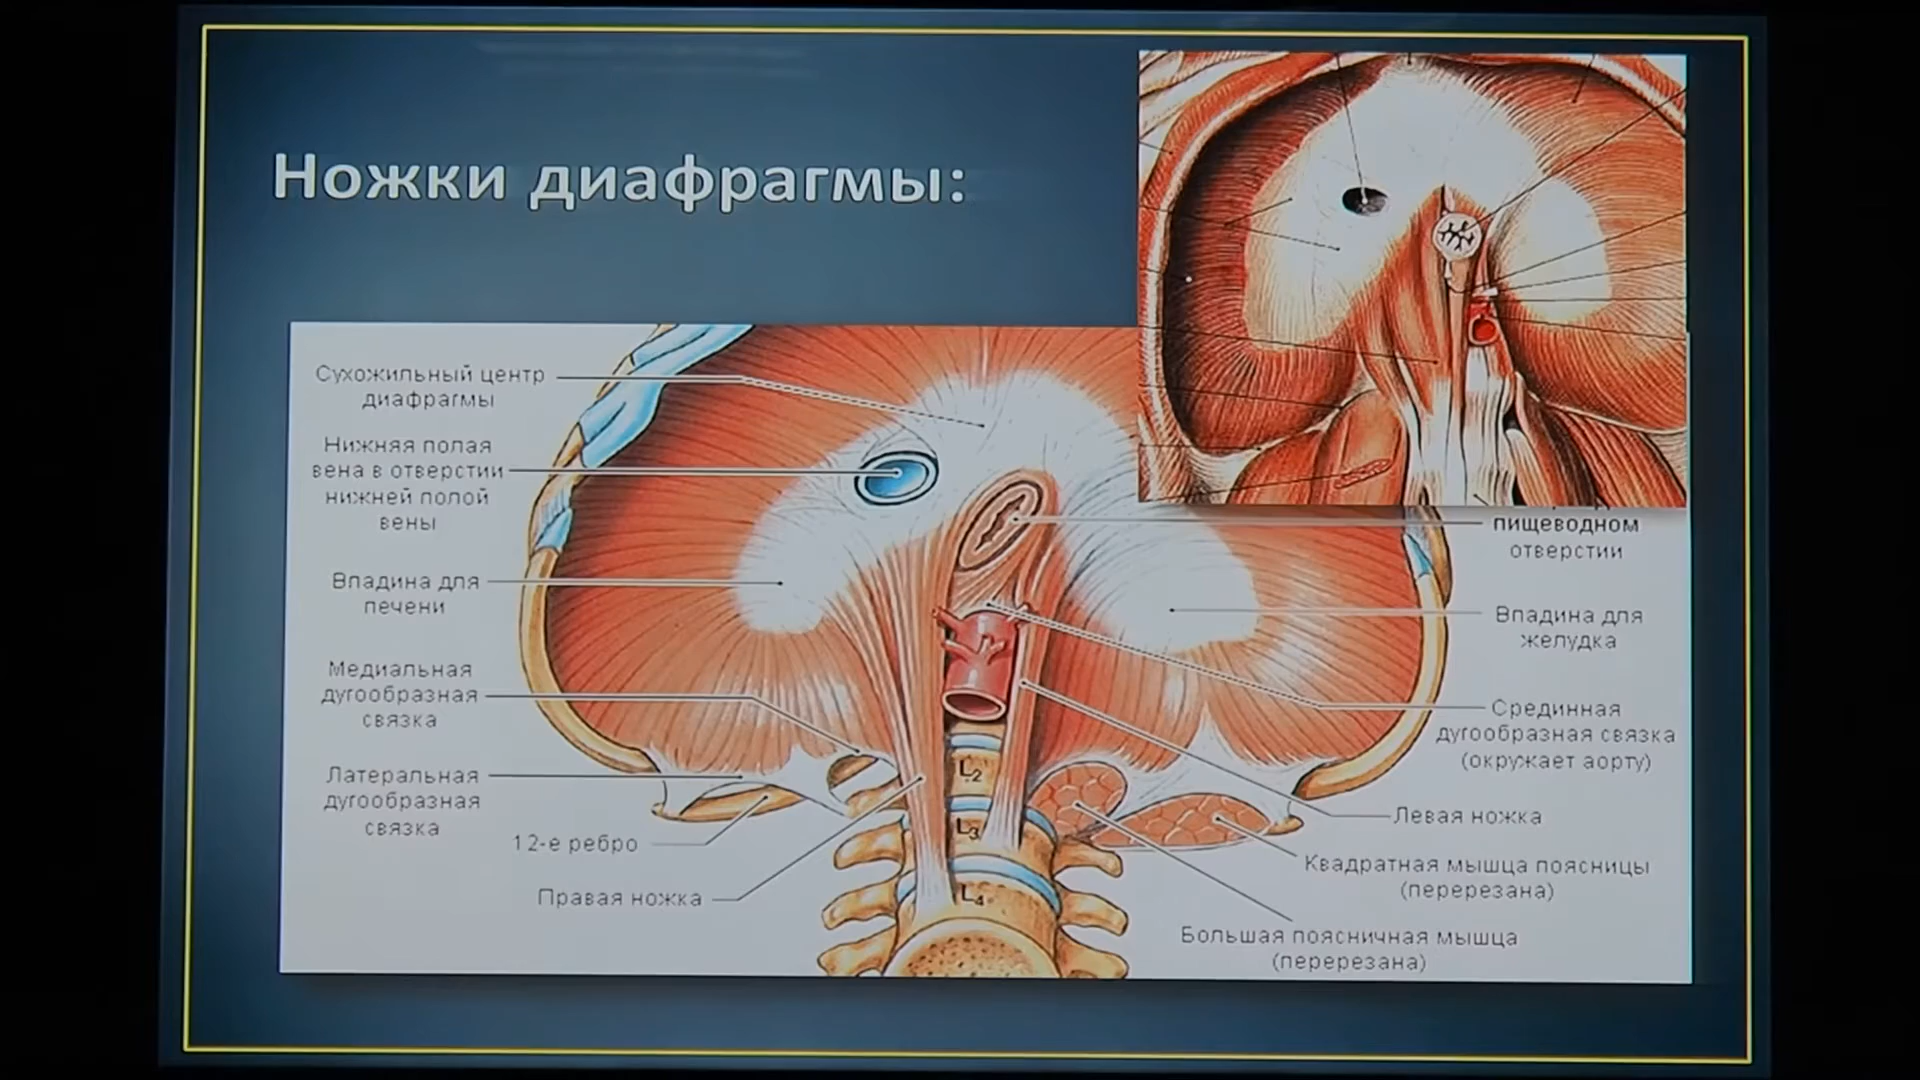 Ножки диафрагмы:
Сухожильный центр
диафрагмы
Нижняя полая
вена в отверстии
нижней полой
вены
Впадина для
печени
Медиальная
дугообразная
связка
Латеральная
дугообразная
связка
12-е ребро
Правая ножка
L2
L3
L4
пищеводном
отверстии
Впадина для
желудка
Срединная
дугообразная связка
(окружает аорту)
Левая ножка
Квадратная мышца поясницы
(перерезана)
Большая поясничная мышца
(перерезана)